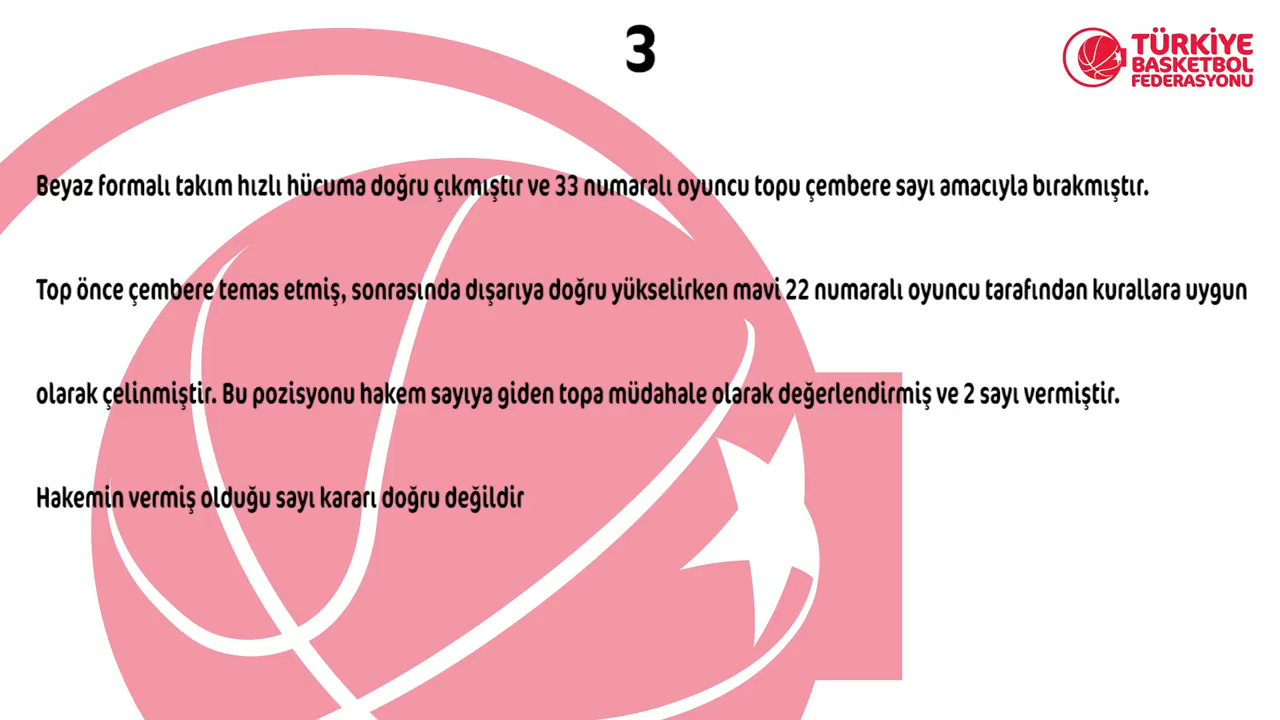 3
TÜRKİYE
BASKETBOL
FEDERASYONU
Beyaz formalı takım hızlı hücuma doğru çıkmıştır ve 33 numaralı oyuncu topu çembere sayı amacıyla bırakmıştır.
Top önce çembere temas etmiş, sonrasında dışarıya doğru yükselirken mavi 22 numaralı oyuncu tarafından kurallara uygun
olarak çelinmiştir. Bu pozisyonu hakem sayıya giden topa müdahale olarak değerlendirmiş ve 2 sayı vermiştir.
Hakemin vermiş olduğu sayı kararı doğru değildir